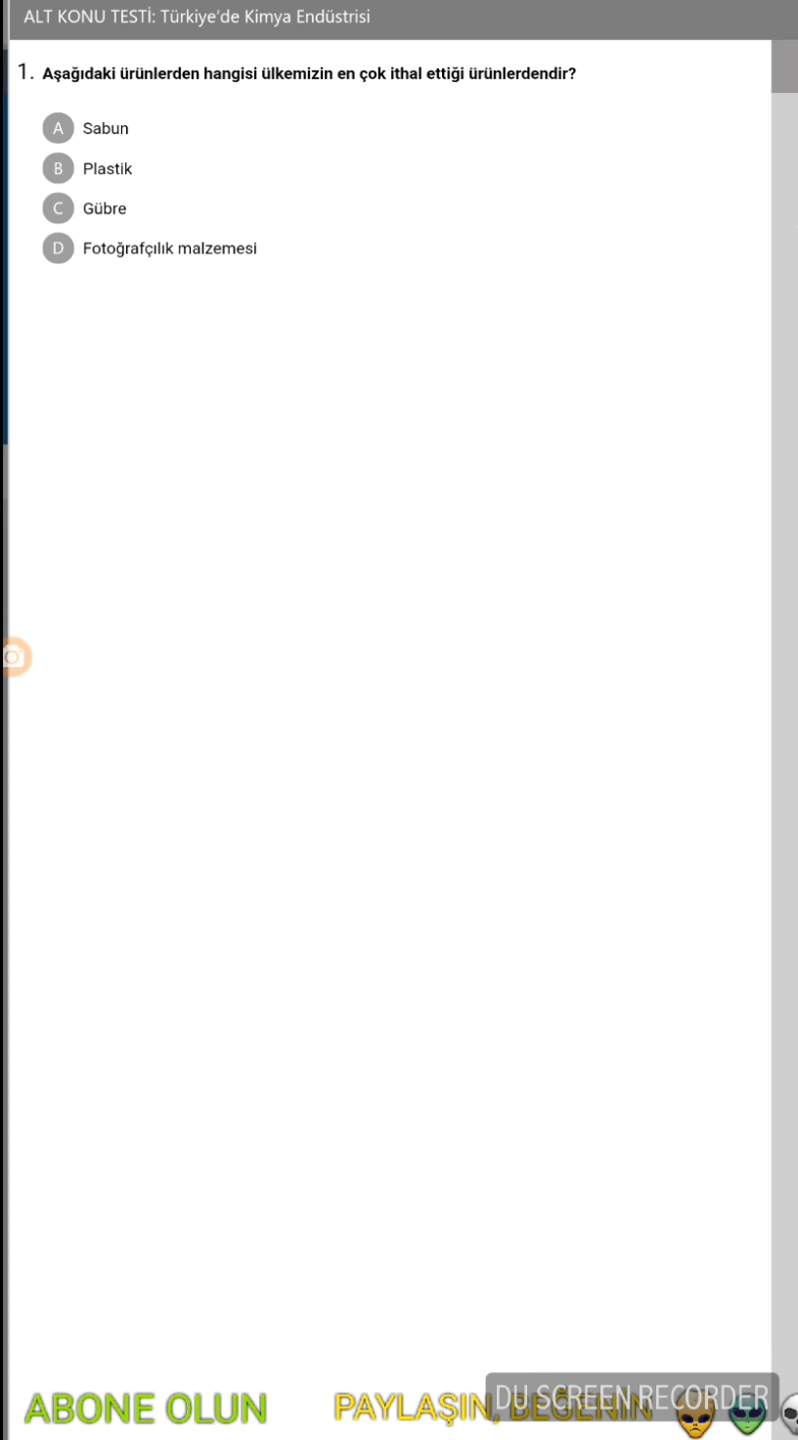 ALT KONU TESTİ: Türkiye'de Kimya Endüstrisi
1. Aşağıdaki ürünlerden hangisi ülkemizin en çok ithal ettiği ürünlerdendir?
A Sabun
B Plastik
C Gübre
D Fotoğrafçılık malzemesi
ABONE OLUN PAYLAŞIN, BEĞENİN
DU SCREEN RECORDER